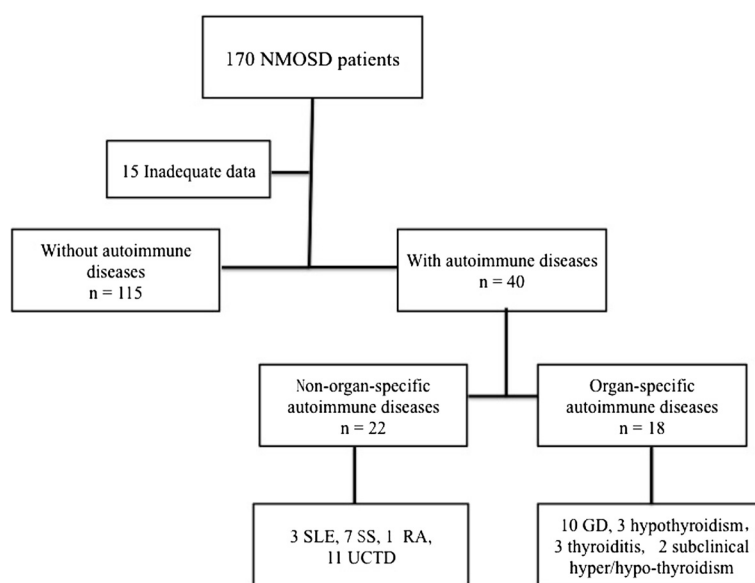 170 NMOSD patients
15 Inadequate data
Without autoimmune
diseases
n = 115
With autoimmune diseases
n = 40
Non-organ-specific
autoimmune diseases
n = 22
Organ-specific
autoimmune diseases
n = 18
3 SLE, 7 SS, 1 RA,
11 UCTD
10 GD, 3 hypothyroidism,
3 thyroiditis, 2 subclinical
hyper/hypo-thyroidism